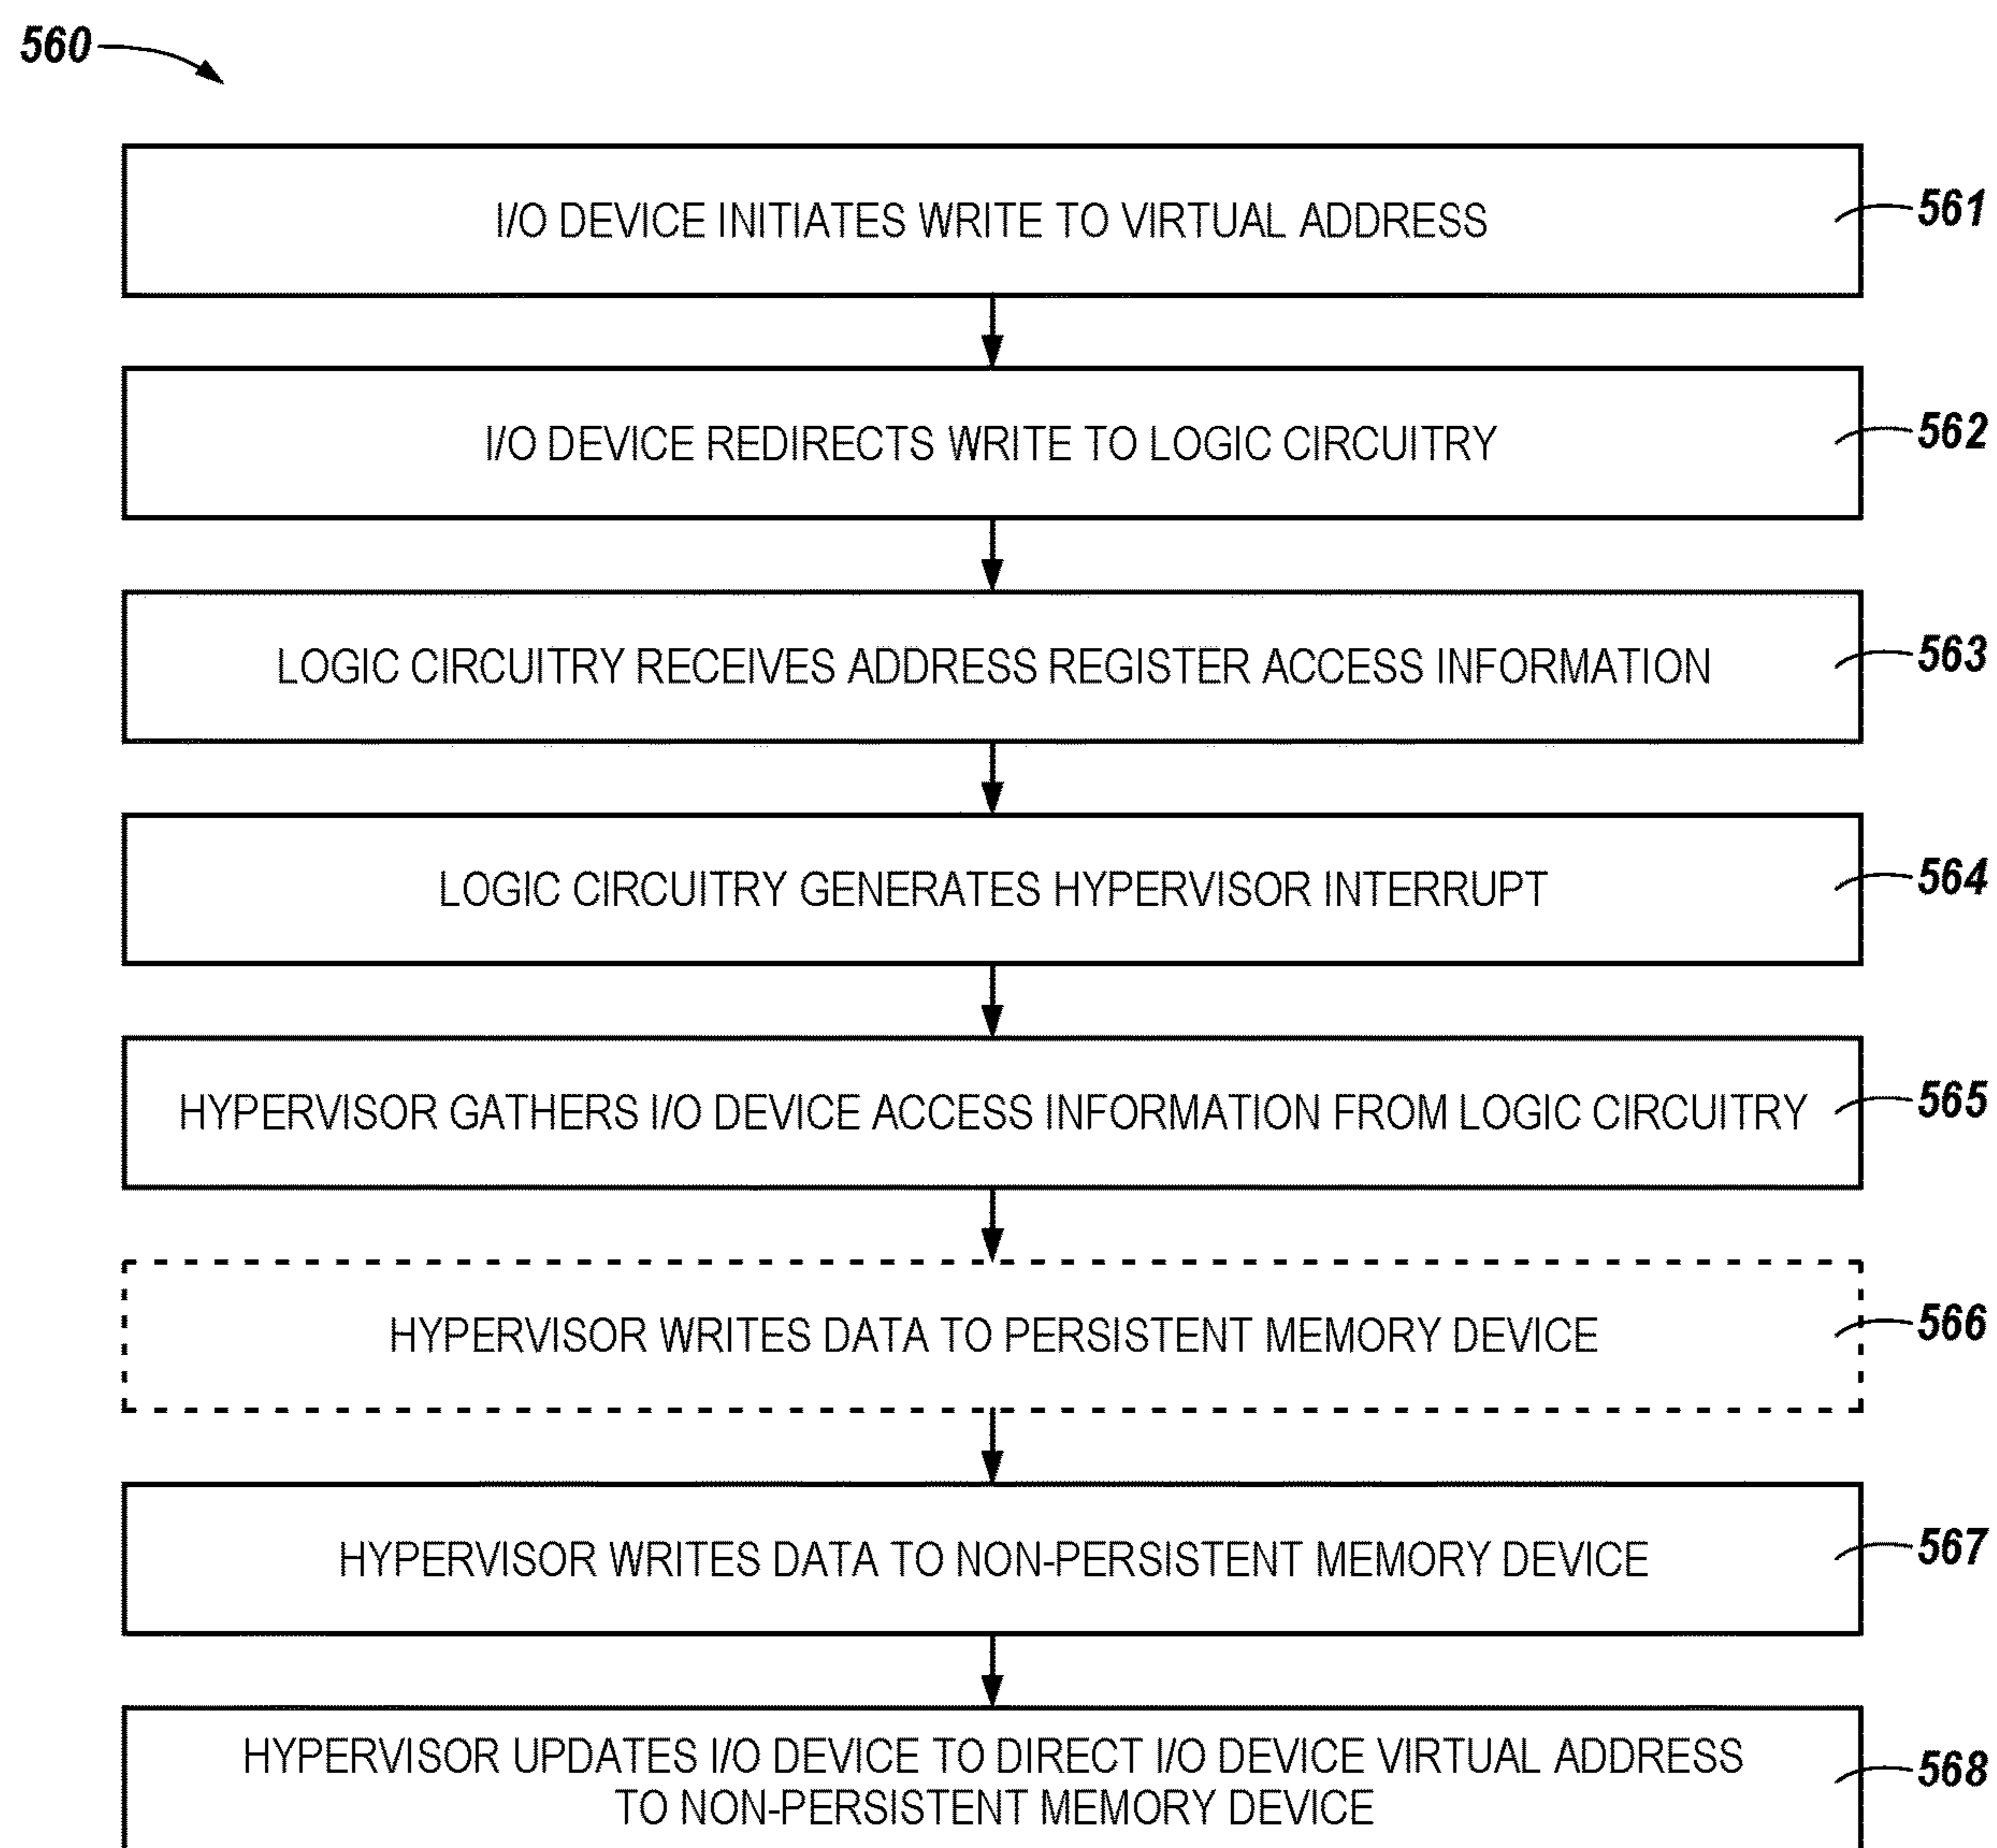 560
I/O DEVICE INITIATES WRITE TO VIRTUAL ADDRESS
561
I/O DEVICE REDIRECTS WRITE TO LOGIC CIRCUITRY
562
LOGIC CIRCUITRY RECEIVES ADDRESS REGISTER ACCESS INFORMATION
563
LOGIC CIRCUITRY GENERATES HYPERVISOR INTERRUPT
564
HYPERVISOR GATHERS I/O DEVICE ACCESS INFORMATION FROM LOGIC CIRCUITRY
565
HYPERVISOR WRITES DATA TO PERSISTENT MEMORY DEVICE
566
HYPERVISOR WRITES DATA TO NON-PERSISTENT MEMORY DEVICE
567
HYPERVISOR UPDATES I/O DEVICE TO DIRECT I/O DEVICE VIRTUAL ADDRESS
TO NON-PERSISTENT MEMORY DEVICE
568